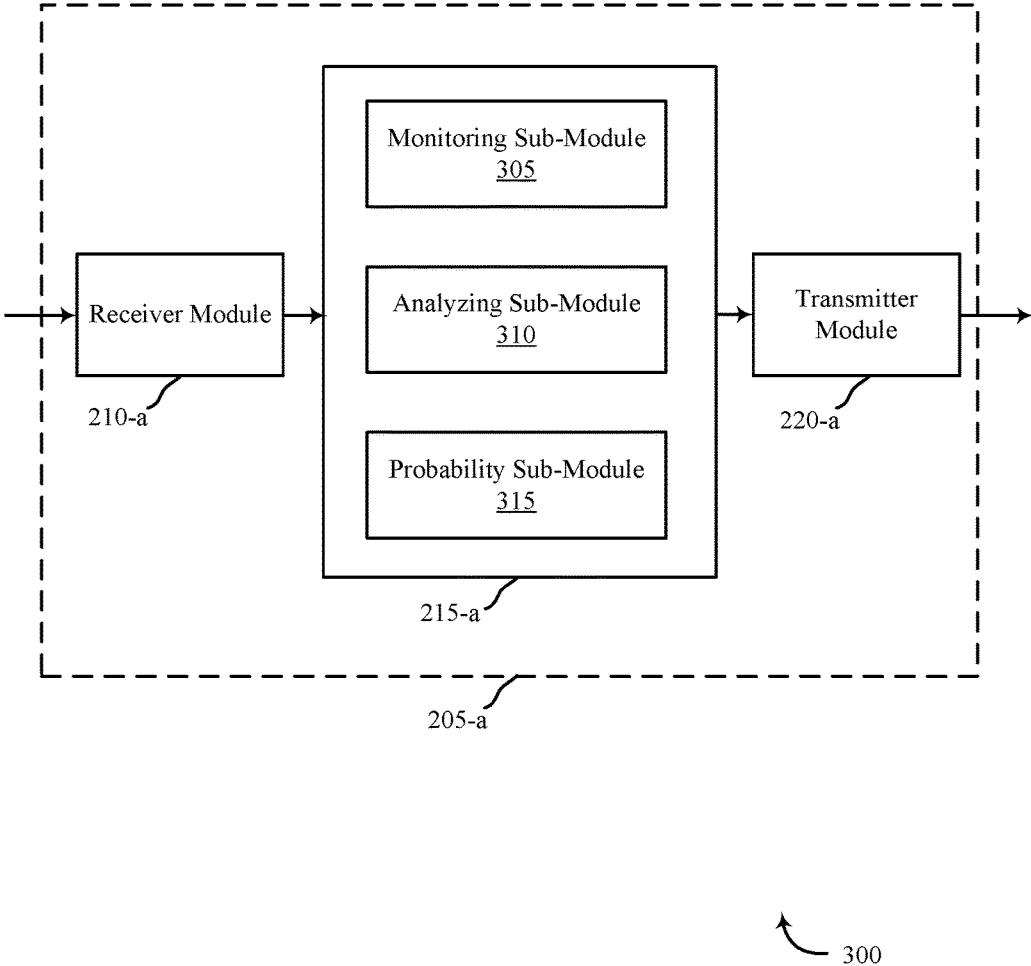 Monitoring Sub-Module
305
Receiver Module
Analyzing Sub-Module
310
Transmitter
Module
210-a
220-a
Probability Sub-Module
315
215-a
205-a
300